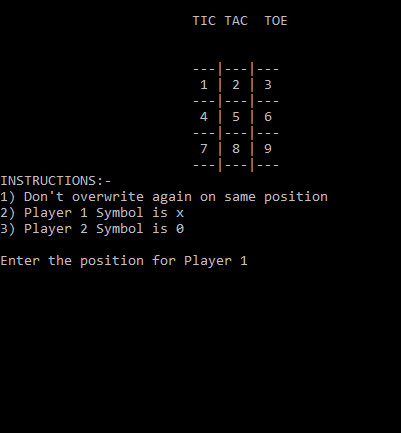 TIC TAC  TOE
---|---|---
 1 | 2 | 3
---|---|---
 4 | 5 | 6
---|---|---
 7 | 8 | 9
---|---|---
INSTRUCTIONS:-
1) Don't overwrite again on same position
2) Player 1 Symbol is x
3) Player 2 Symbol is 0
Enter the position for Player 1